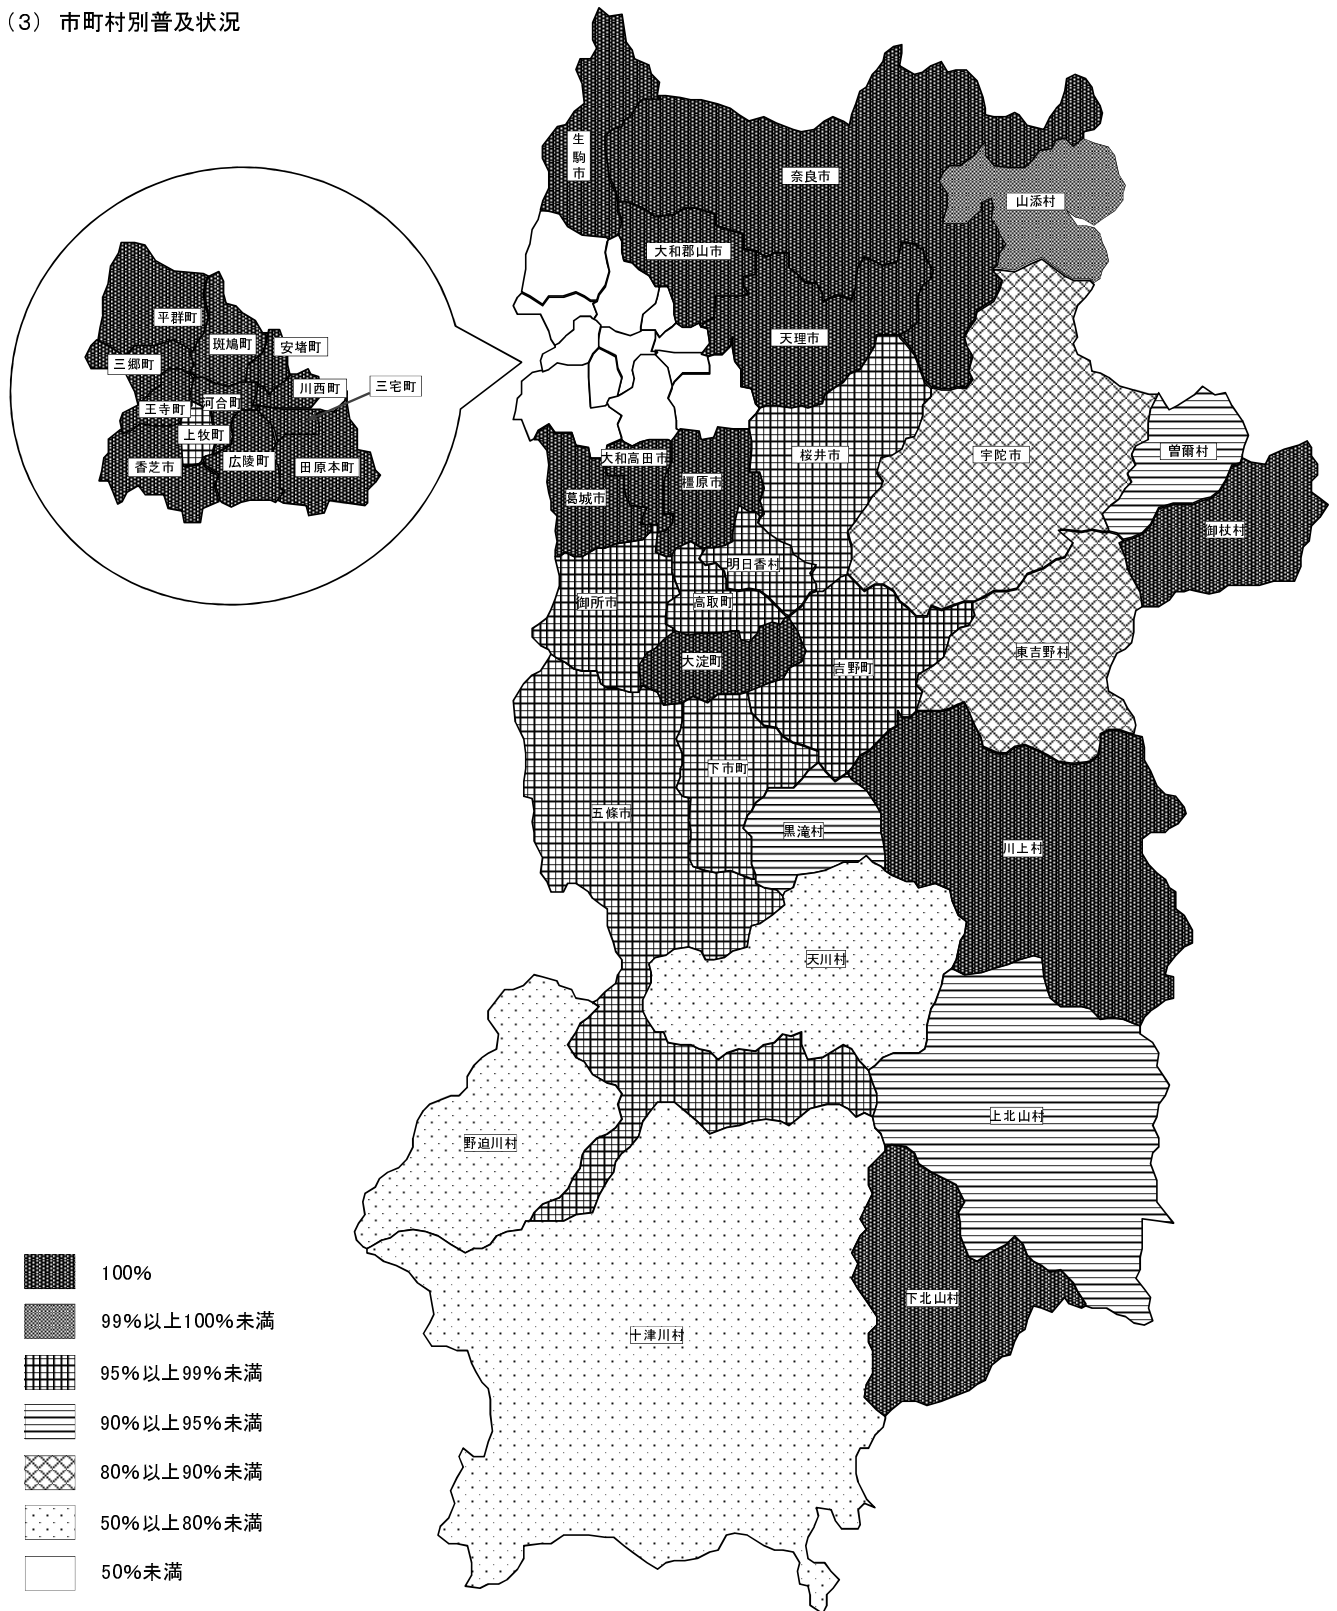 (3) 市町村別普及状況
生駒市
奈良市
山添村
大和郡山市
平群町
斑鳩町
安堵町
天理市
三郷町
川西町
三宅町
河合町
王寺町
上牧町
香芝市
広陵町
田原本町
大和高田市
桜井市
宇陀市
曽爾村
橿原市
葛城市
御杖村
明日香村
御所市
高取町
大淀町
吉野町
東吉野村
下市町
五條市
黒滝村
川上村
天川村
上北山村
野迫川村
下北山村
十津川村
100%
99%以上100%未満
95%以上99%未満
90%以上95%未満
80%以上90%未満
50%以上80%未満
50%未満